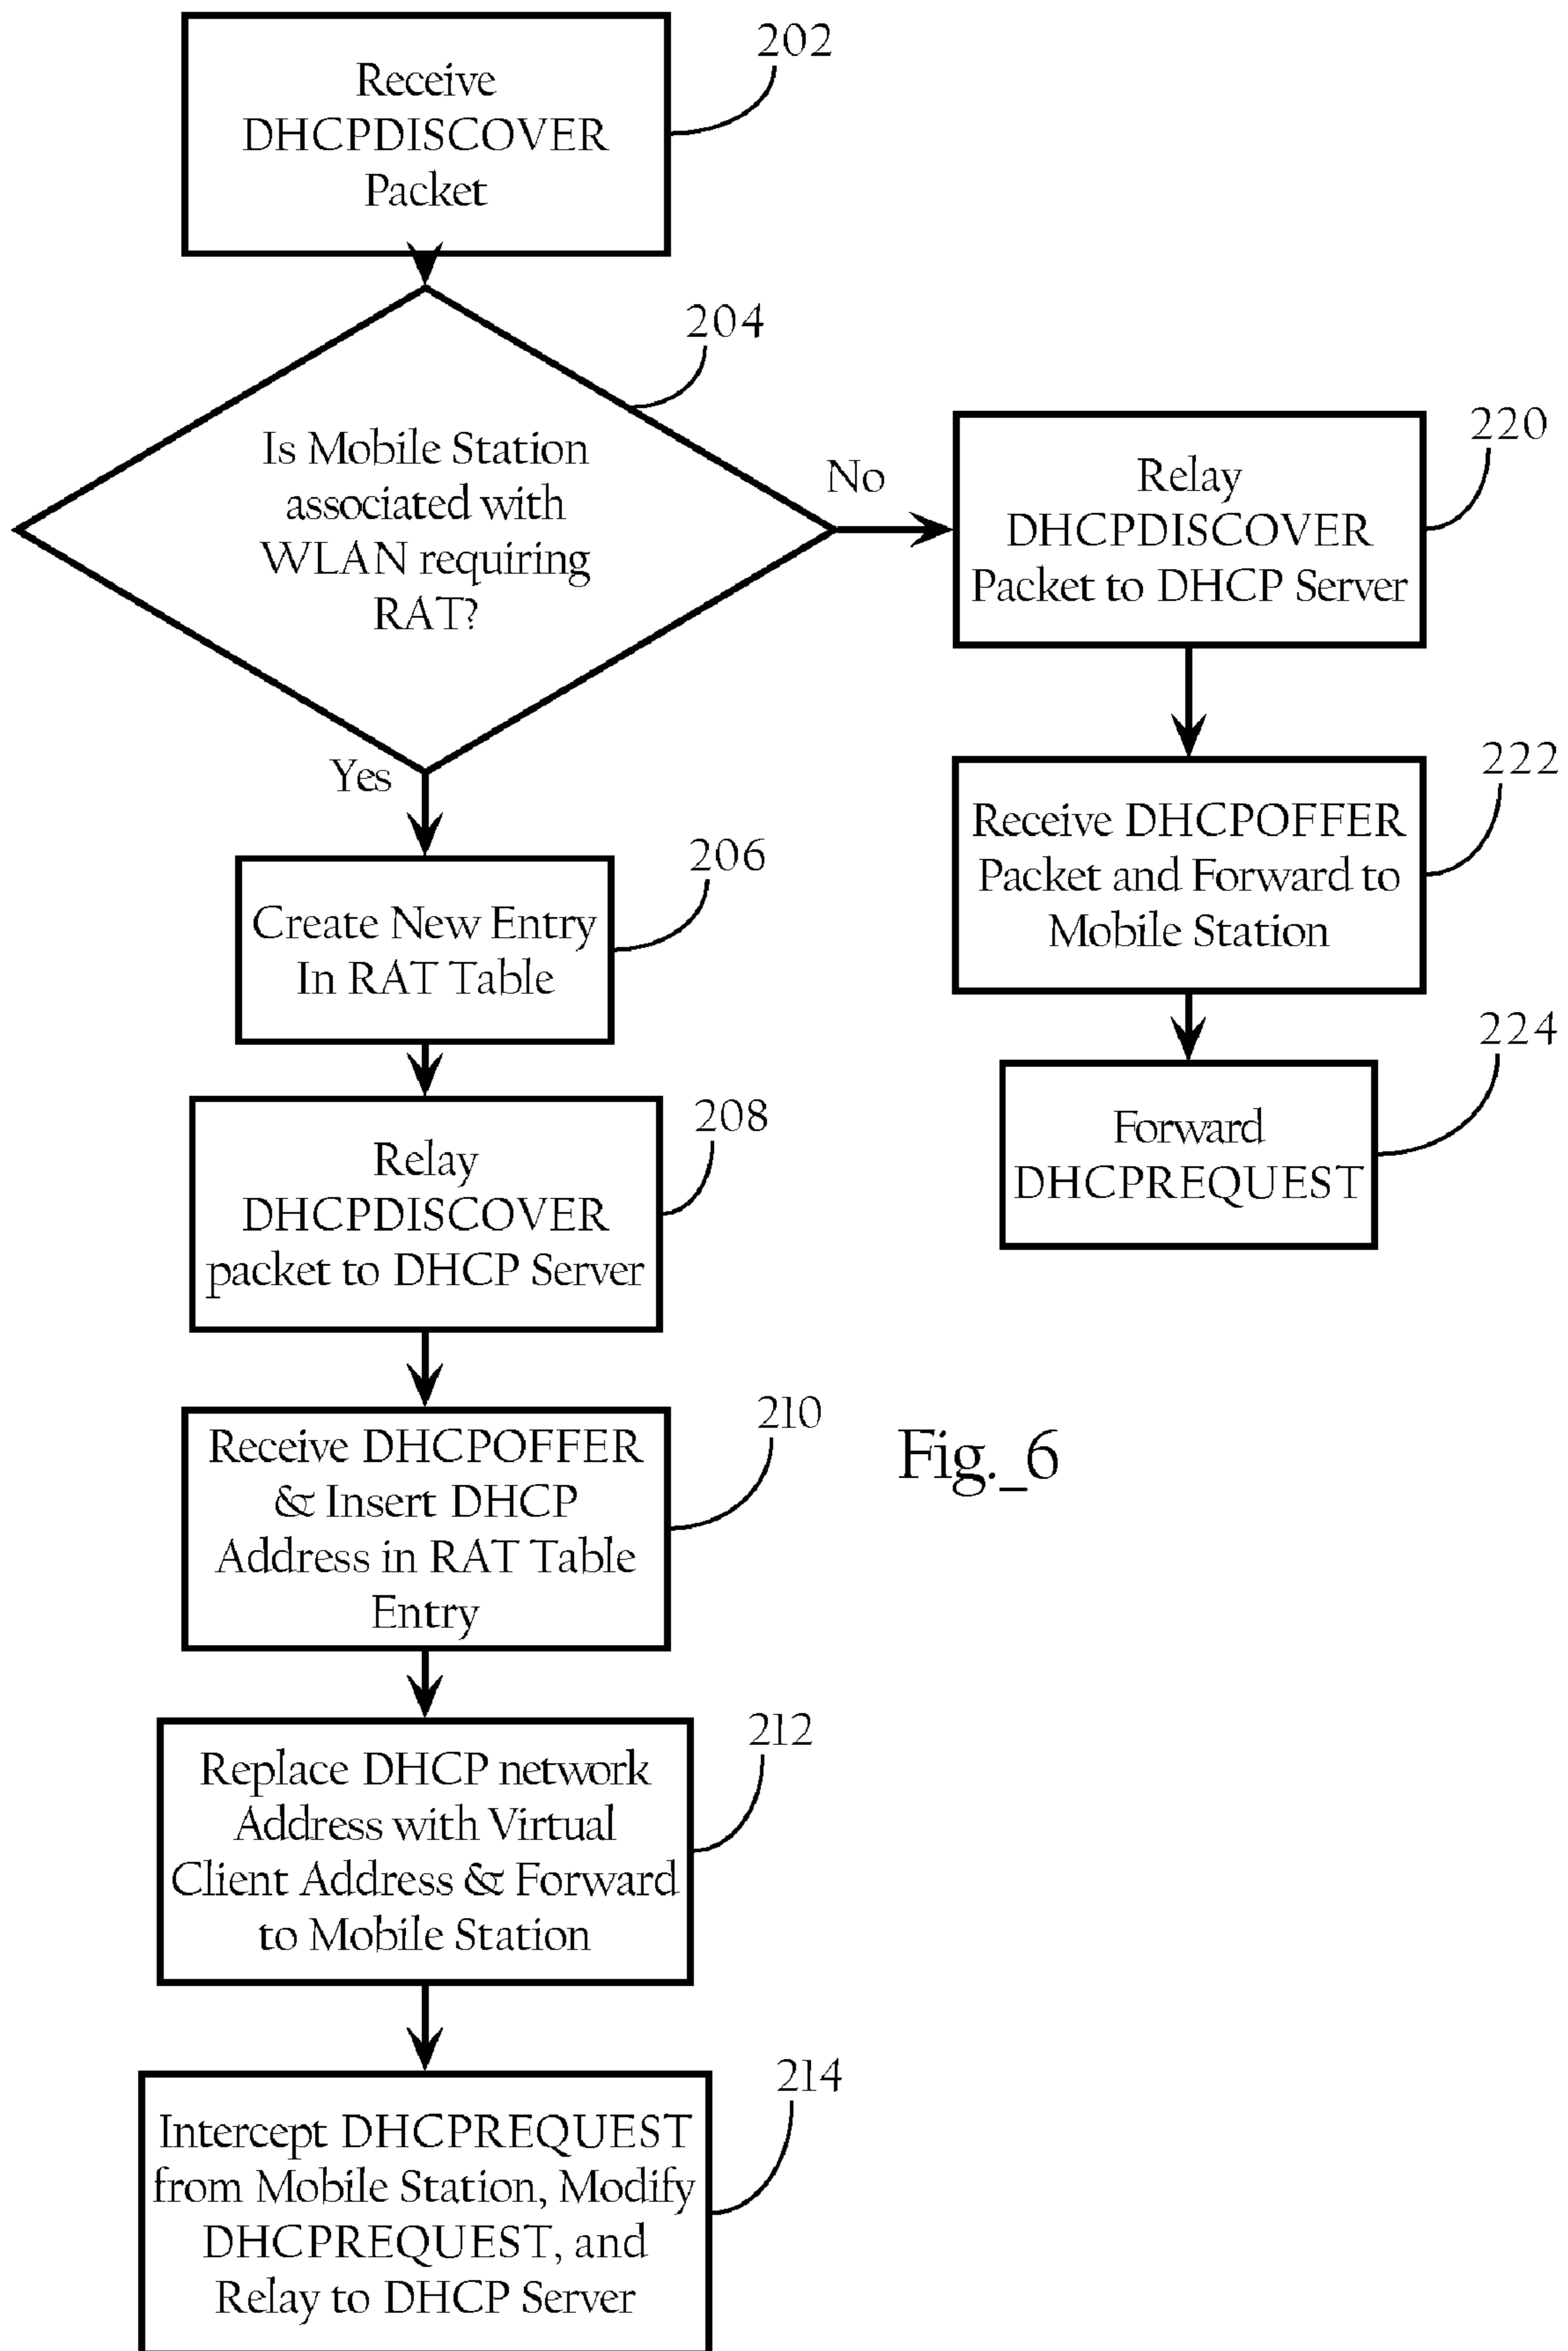 202
Receive
DHCPDISCOVER
Packet
204
Is Mobile Station
associated with
WLAN requiring
RAT?
No
220
Relay
DHCPDISCOVER
Packet to DHCP Server
Yes
222
Receive DHCPOFFER
Packet and Forward to
Mobile Station
206
Create New Entry
In RAT Table
224
Forward
DHCPREQUEST
208
Relay
DHCPDISCOVER
packet to DHCP Server
210
Receive DHCPOFFER
& Insert DHCP
Address in RAT Table
Entry
Fig._6
212
Replace DHCP network
Address with Virtual
Client Address & Forward
to Mobile Station
214
Intercept DHCPREQUEST
from Mobile Station, Modify
DHCPREQUEST, and
Relay to DHCP Server